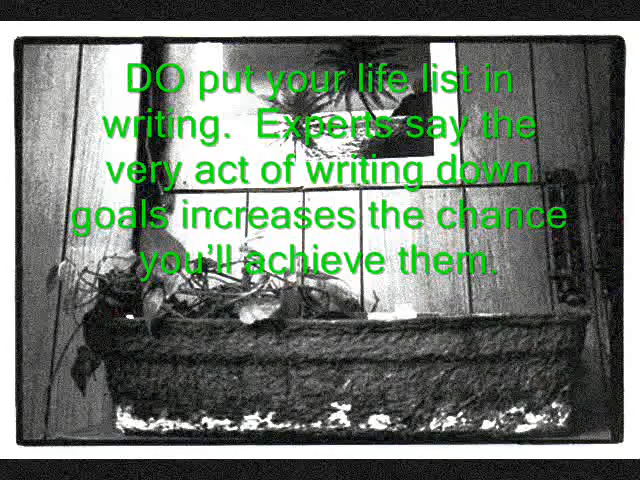 DO put your life list in
writing.  Experts say the
very act of writing down
goals increases the chance
you'll achieve them.